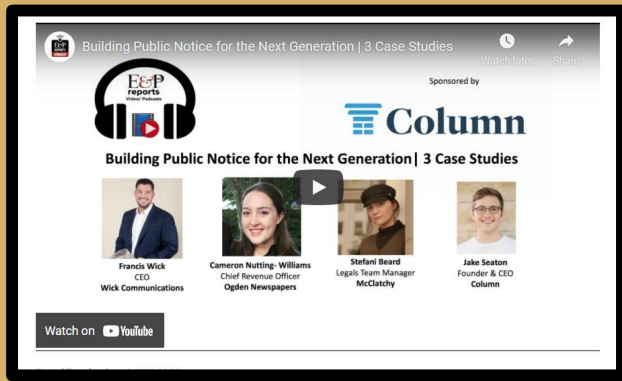 Building Public Notice for the Next Generation | 3 Case Studies
Watch later
Share
E&P
reports
Video/ Podcasts
Sponsored by
Column
Building Public Notice for the Next Generation| 3 Case Studies
Francis Wick
CEO
Wick Communications
Cameron Nutting- Williams
Chief Revenue Officer
Ogden Newspapers
Stefani Beard
Legals Team Manager
McClatchy
Jake Seaton
Founder & CEO
Column
Watch on YouTube